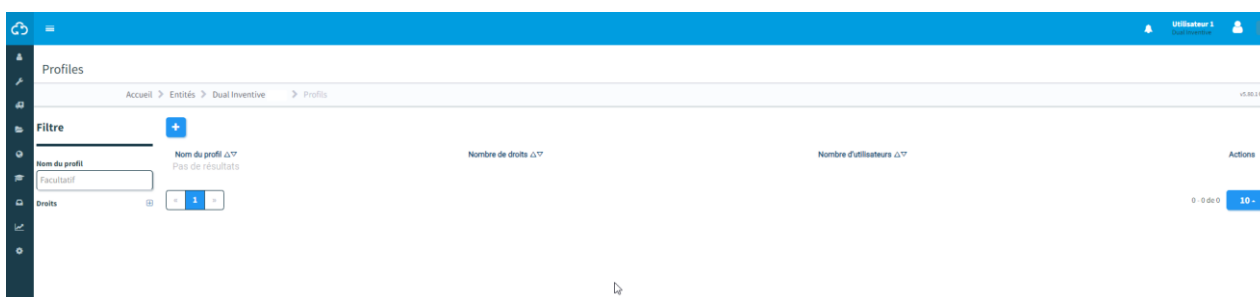 Utilisateur 1
Dual Inventive
Profiles
Accueil > Entités > Dual Inventive > Profils
Filtre
+
Nom du profil
Facultatif
Droits
Nom du profil △▽ Nombre de droits △▽ Nombre d'utilisateurs △▽ Actions
Pas de résultats
« 1 »
0 - 0 de 0
10